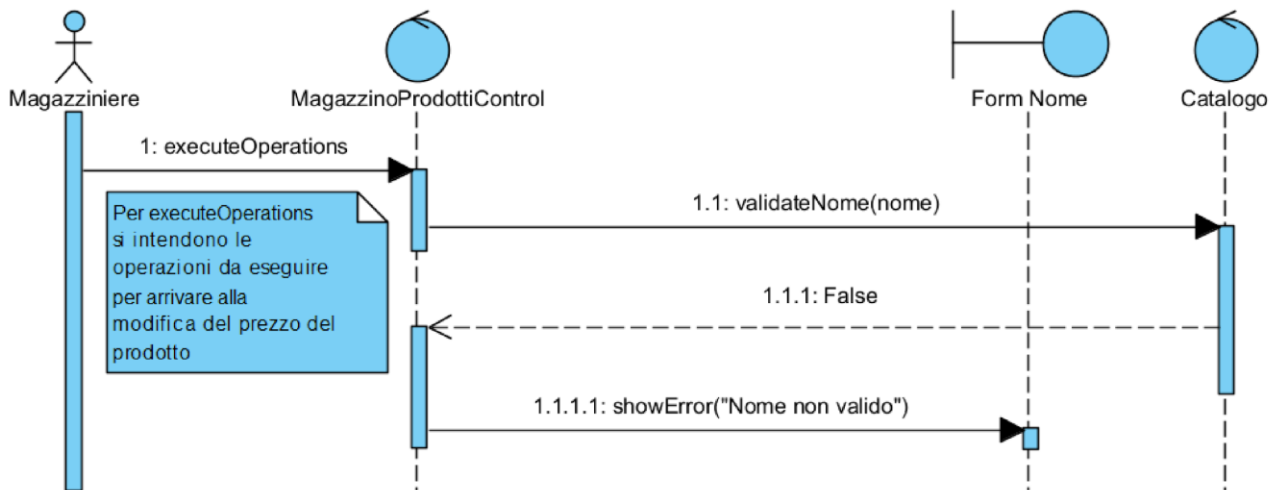 Magazziniere
MagazzinoProdottiControl
Form Nome
Catalogo
1: executeOperations
Per executeOperations
si intendono le
operazioni da eseguire
per arrivare alla
modifica del prezzo del
prodotto
1.1: validateNome(nome)
1.1.1: False
1.1.1.1: showError("Nome non valido")